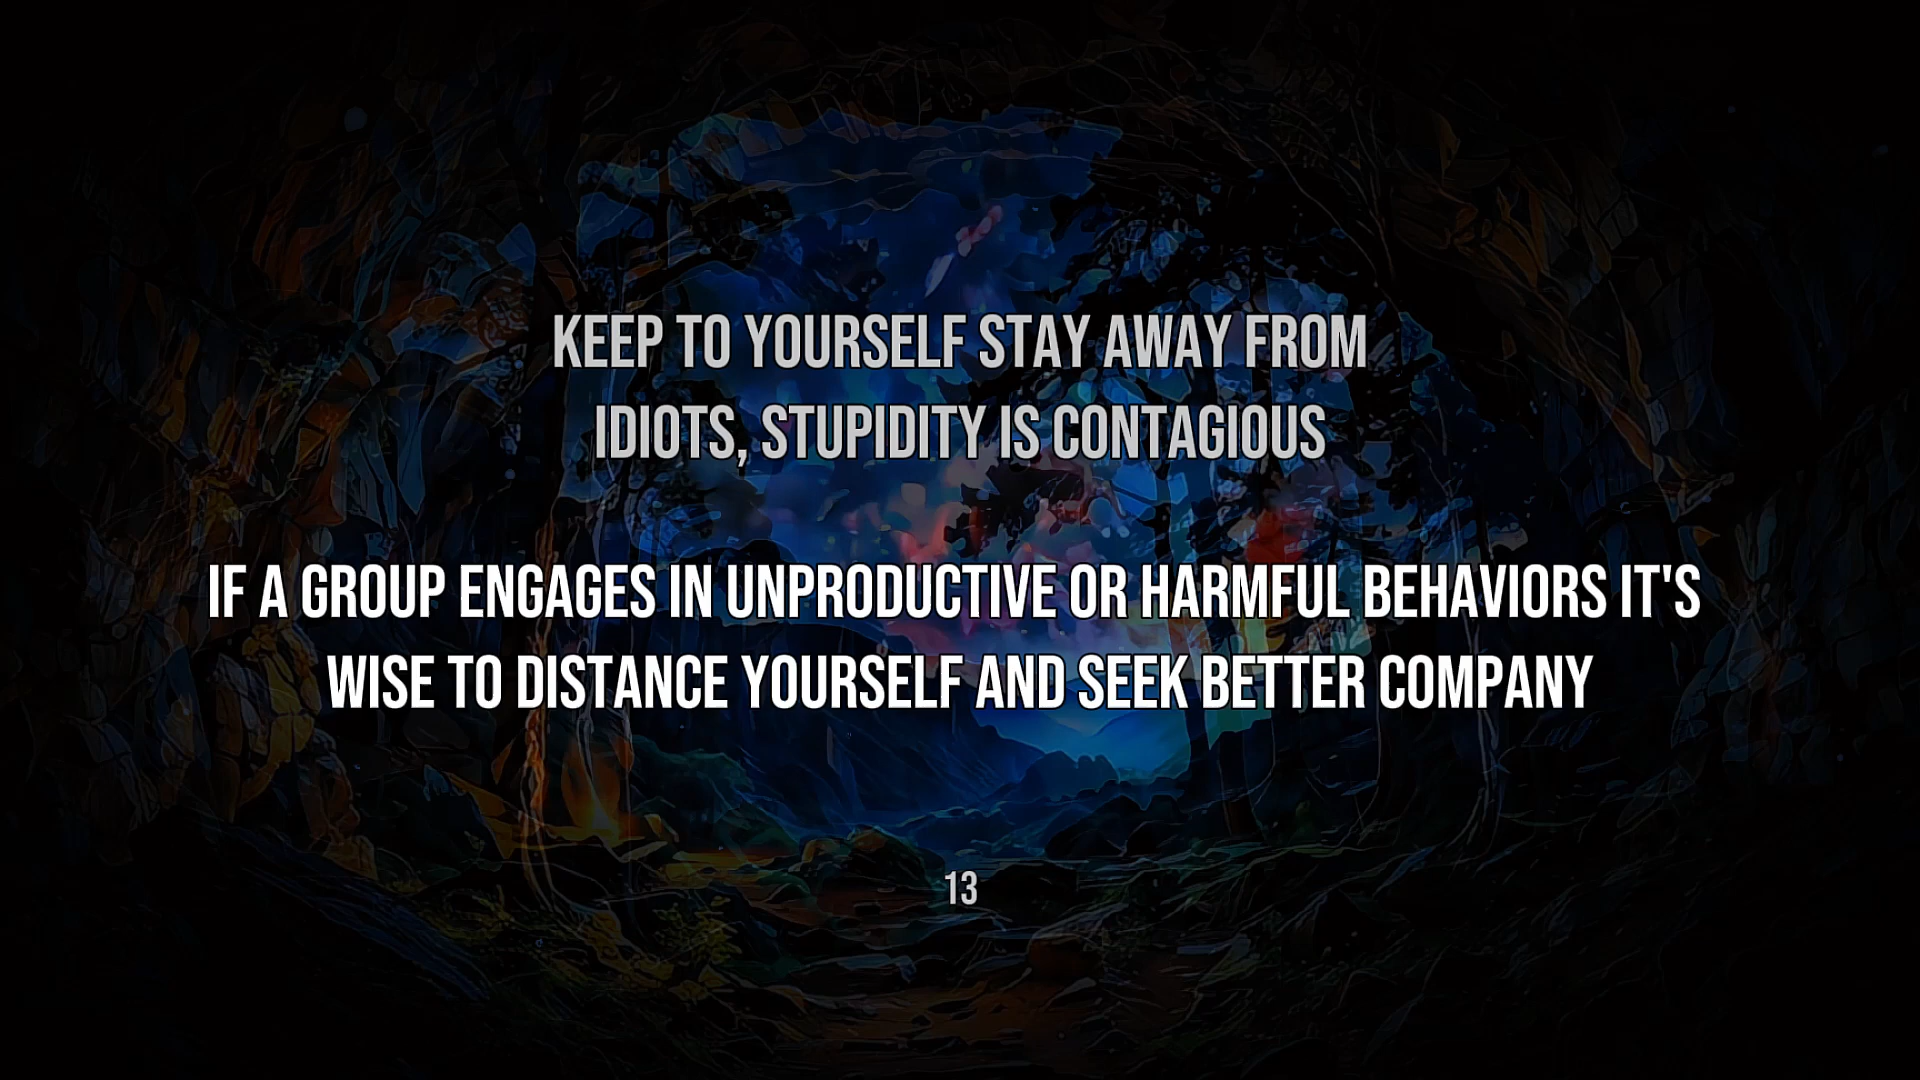 KEEP TO YOURSELF STAY AWAY FROM
IDIOTS, STUPIDITY IS CONTAGIOUS
IF A GROUP ENGAGES IN UNPRODUCTIVE OR HARMFUL BEHAVIORS IT'S
WISE TO DISTANCE YOURSELF AND SEEK BETTER COMPANY
13